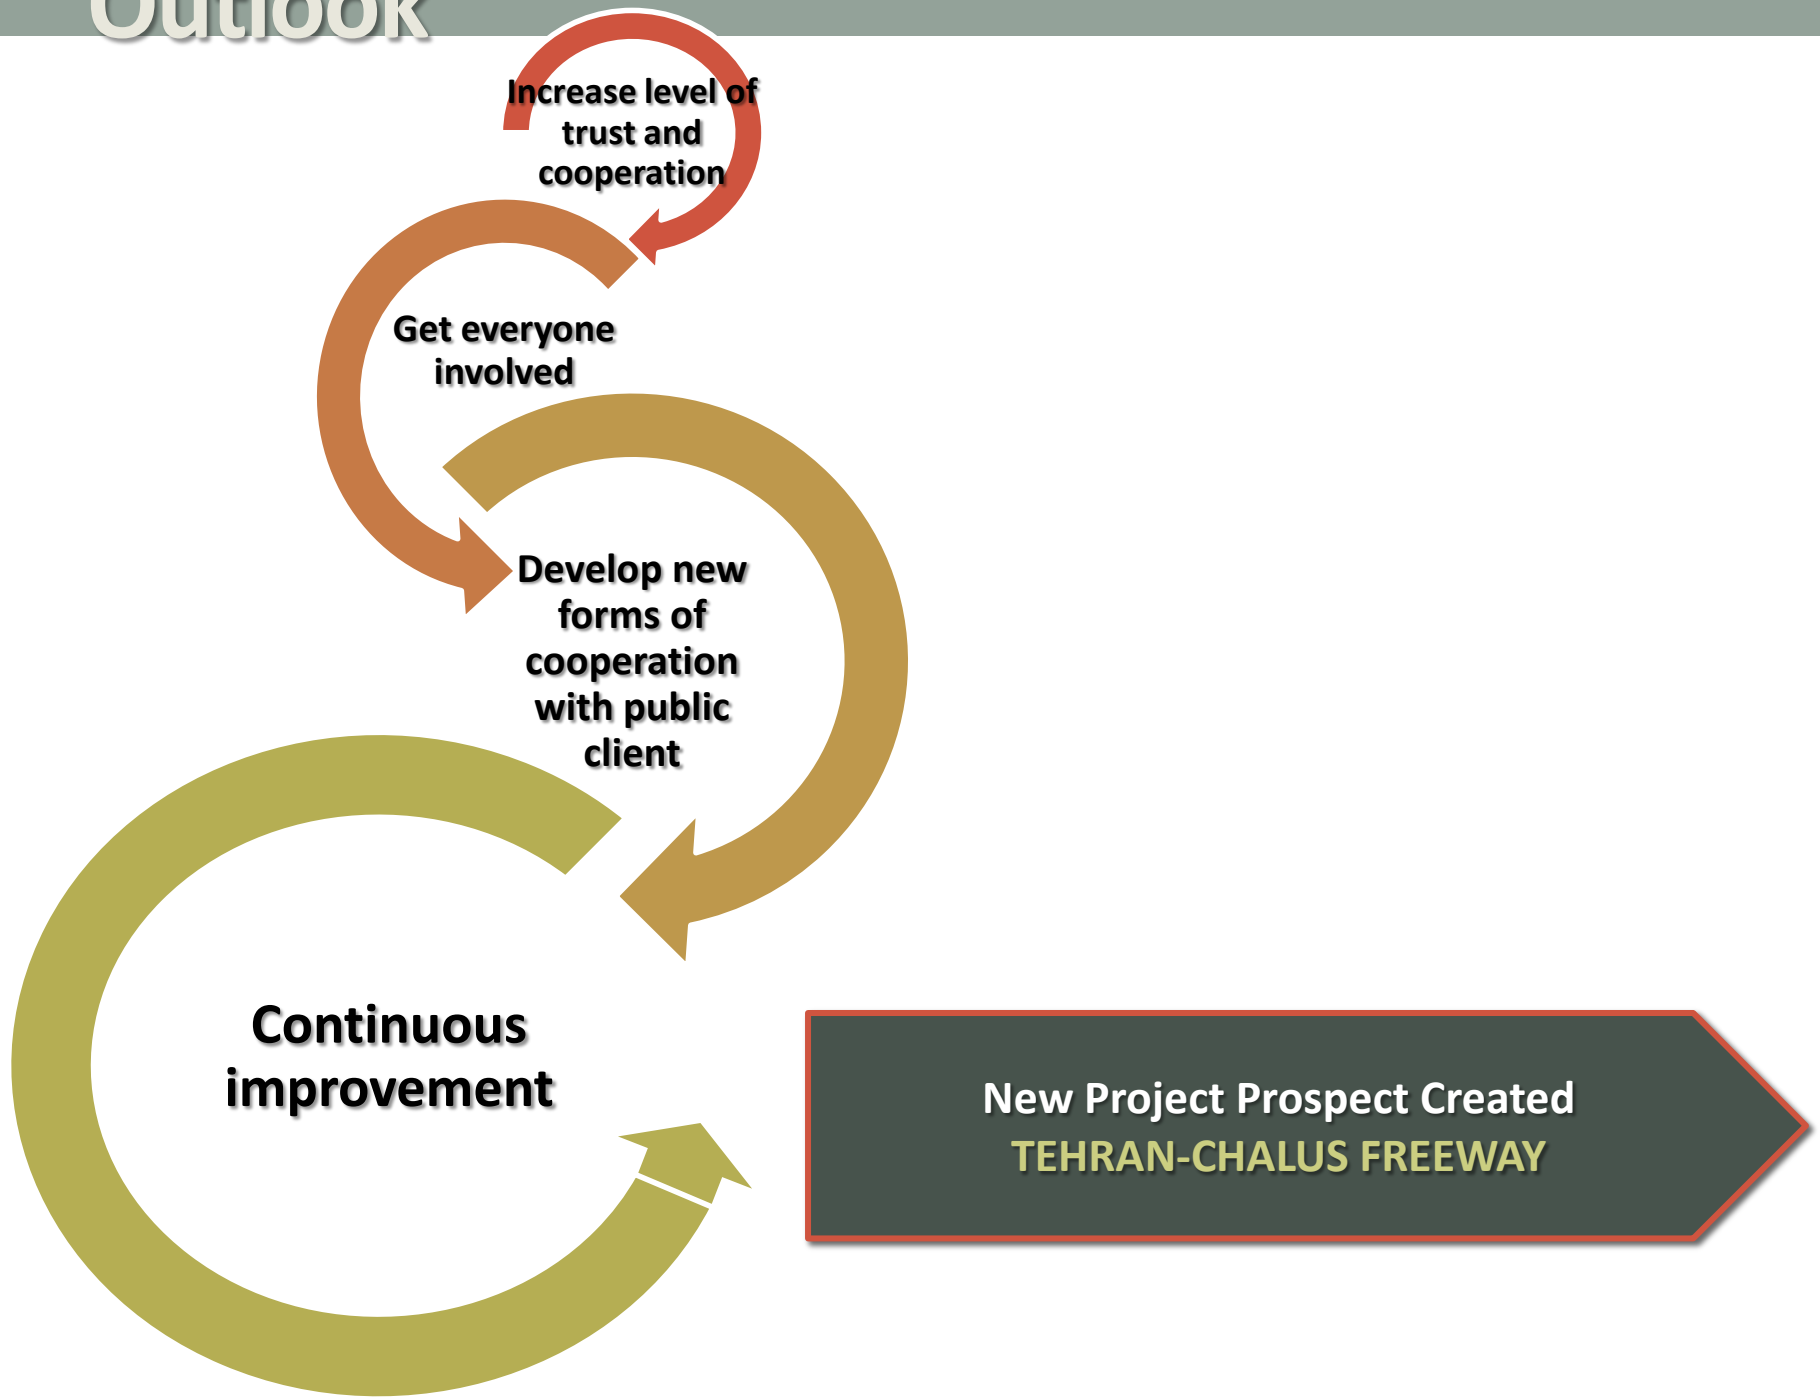 Outlook
Increase level of
trust and
cooperation
Get everyone
involved
Develop new
forms of
cooperation
with public
client
Continuous
improvement
New Project Prospect Created
TEHRAN-CHALUS FREEWAY